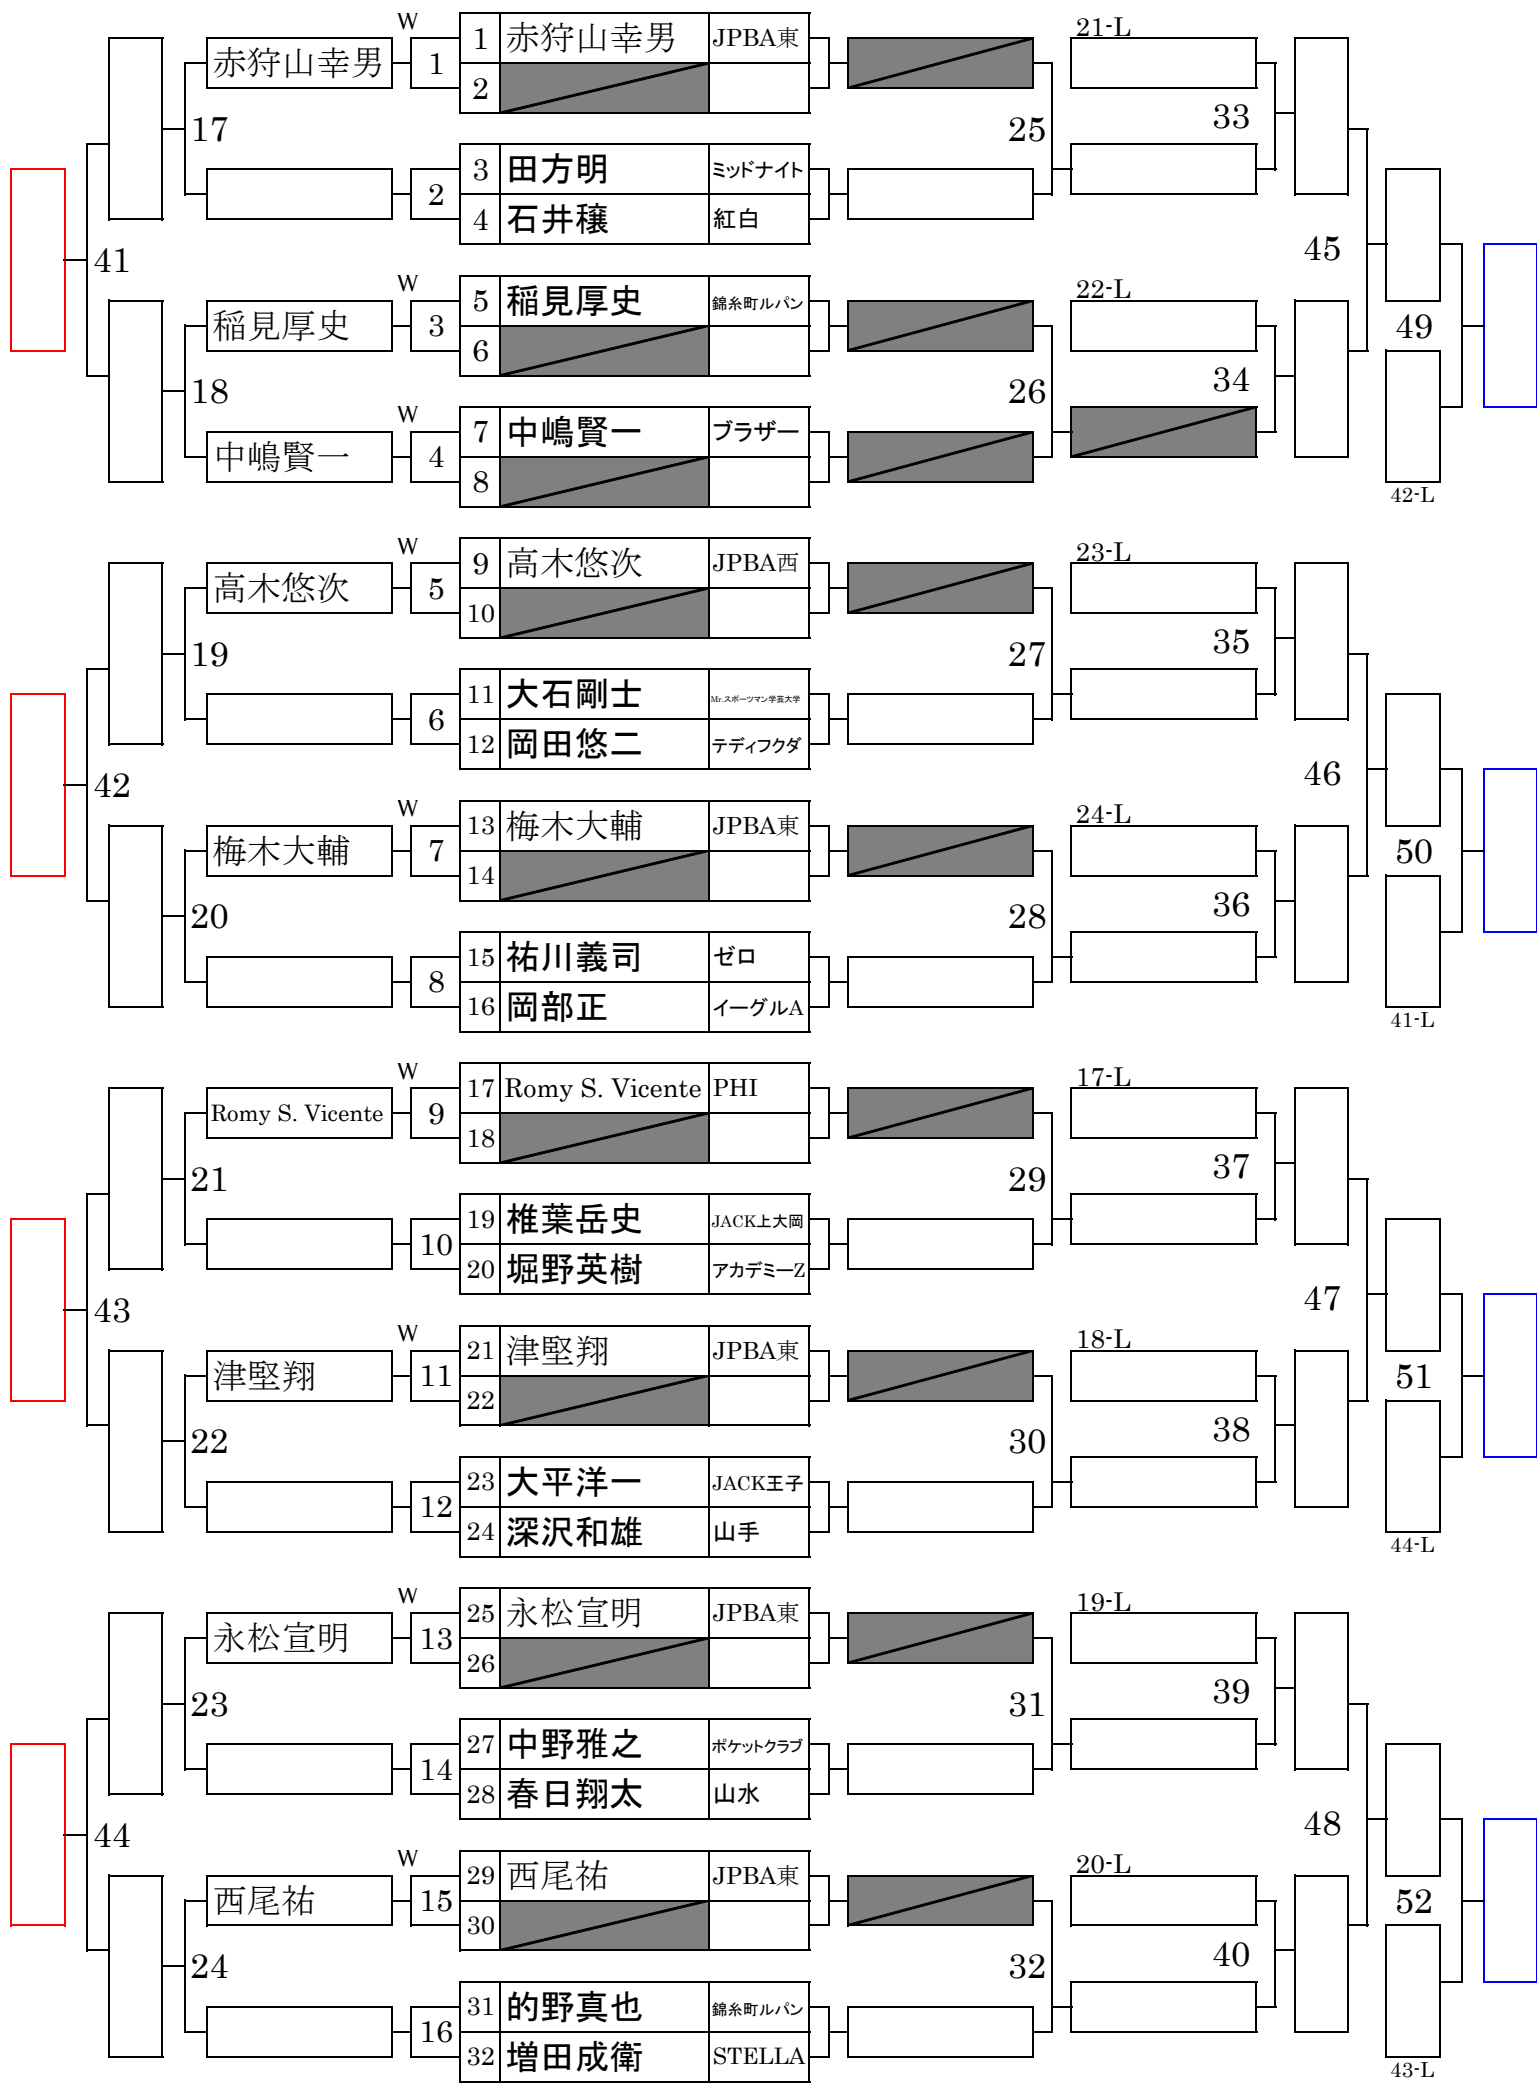 W
1 赤狩山幸男 JPBA東
21-L
赤狩山幸男 1
2
17
25
33
3 田方明 ミッドナイト
2
4 石井穣 紅白
41
45
W
5 稲見厚史 錦糸町ルパン
22-L
稲見厚史 3
49
6
18
26
34
W
7 中嶋賢一 ブラザー
中嶋賢一 4
8
42-L
W
9 高木悠次 JPBA西
23-L
高木悠次 5
10
19
27
35
11 大石剛士 Mr.スポーツマン学芸大学
6
12 岡田悠二 テディフクダ
42
46
W
13 梅木大輔 JPBA東
24-L
梅木大輔 7
50
14
20
28
36
15 祐川義司 ゼロ
8
16 岡部正 イーグルA
41-L
W
17 Romy S. Vicente PHI
17-L
Romy S. Vicente 9
18
21
29
37
19 椎葉岳史 JACK上大岡
10
20 堀野英樹 アカデミーZ
43
47
W
21 津堅翔 JPBA東
18-L
津堅翔 11
51
22
22
30
38
23 大平洋一 JACK王子
12
24 深沢和雄 山手
44-L
W
25 永松宣明 JPBA東
19-L
永松宣明 13
26
23
31
39
27 中野雅之 ポケットクラブ
14
28 春日翔太 山水
44
48
W
29 西尾祐 JPBA東
20-L
西尾祐 15
52
30
24
32
40
31 的野真也 錦糸町ルパン
16
32 増田成衛 STELLA
43-L